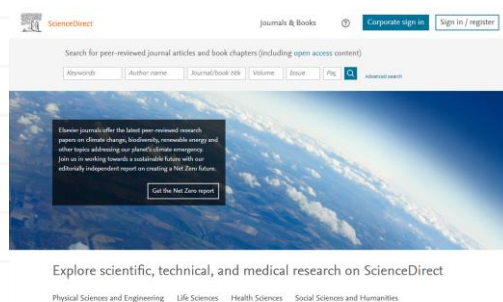 ScienceDirect
Journals & Books
?
Corporate sign in
Sign in / register
Search for peer-reviewed journal articles and book chapters (including open access content)
Keywords
Author name
Journal/book title
Volume
Issue
Pag
Advanced search
Elsevier journals offer the latest peer-reviewed research
papers on climate change, biodiversity, renewable energy and
other topics addressing our planet's climate emergency.
Join us in working towards a sustainable future with our
editorially independent report on creating a Net Zero future.
Get the Net Zero report
Explore scientific, technical, and medical research on ScienceDirect
Physical Sciences and Engineering
Life Sciences
Health Sciences
Social Sciences and Humanities